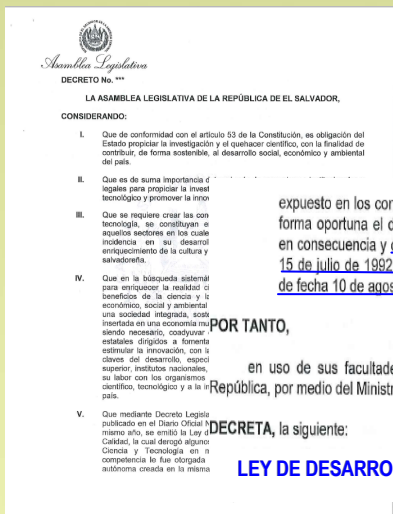 Asamblea Legislativa
DECRETO No. ***
LA ASAMBLEA LEGISLATIVA DE LA REPÚBLICA DE EL SALVADOR,
CONSIDERANDO:
I. Que de conformidad con el artículo 53 de la Constitución, es obligación del
Estado propiciar la investigación y el quehacer científico, con la finalidad de
contribuir, de forma sostenible, al desarrollo social, económico y ambiental
del país.
II. Que es de suma importancia d
legales para propiciar la invest
tecnológico y promover la inno
III. Que se requiere crear las con
tecnología, se constituyan e
aquellos sectores en los cuale
incidencia en su desarrol
enriquecimiento de la cultura y
salvadoreña.
IV. Que en la búsqueda sistemát
para enriquecer la realidad ci
beneficios de la ciencia y la
económico, social y ambiental
una sociedad integrada, soste
insertada en una economía mu
siendo necesario, coadyuvar
estatales dirigidos a fomenta
estimular la innovación, con l
claves del desarrollo, especi
superior, institutos nacionales,
su labor con los organismos
científico, tecnológico y a la in
país.
V. Que mediante Decreto Legisla
publicado en el Diario Oficial N
mismo año, se emitió la Ley d
Calidad, la cual derogó algunos
Ciencia y Tecnología en m
competencia le fue otorgada
autónoma creada en la misma
expuesto en los con
forma oportuna el d
en consecuencia y
15 de julio de 1992
de fecha 10 de agos
POR TANTO,
en uso de sus facultade
República, por medio del Ministr
DECRETA, la siguiente:
LEY DE DESARRO